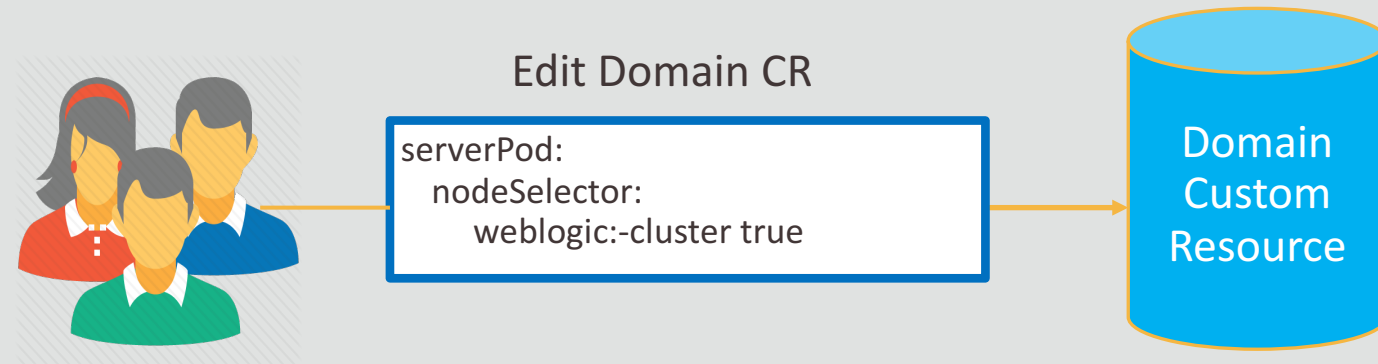 Edit Domain CR
serverPod:
nodeSelector:
weblogic:-cluster true
Domain
Custom
Resource